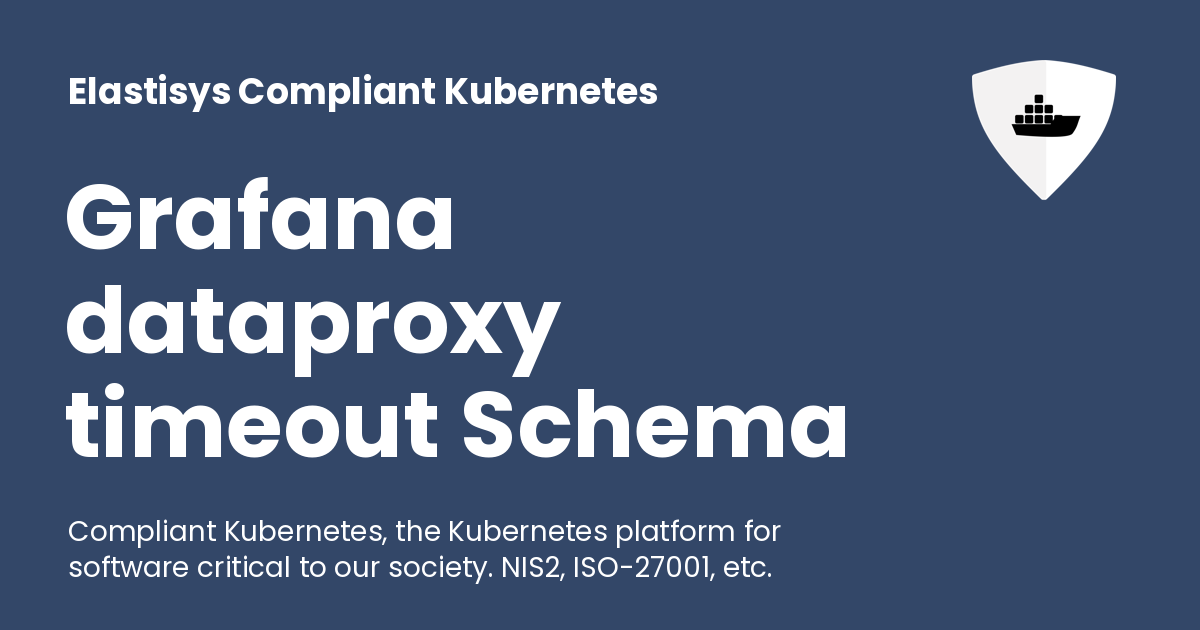 Elastisys Compliant Kubernetes
Grafana
dataproxy
timeout Schema
Compliant Kubernetes, the Kubernetes platform for
software critical to our society. NIS2, ISO-27001, etc.